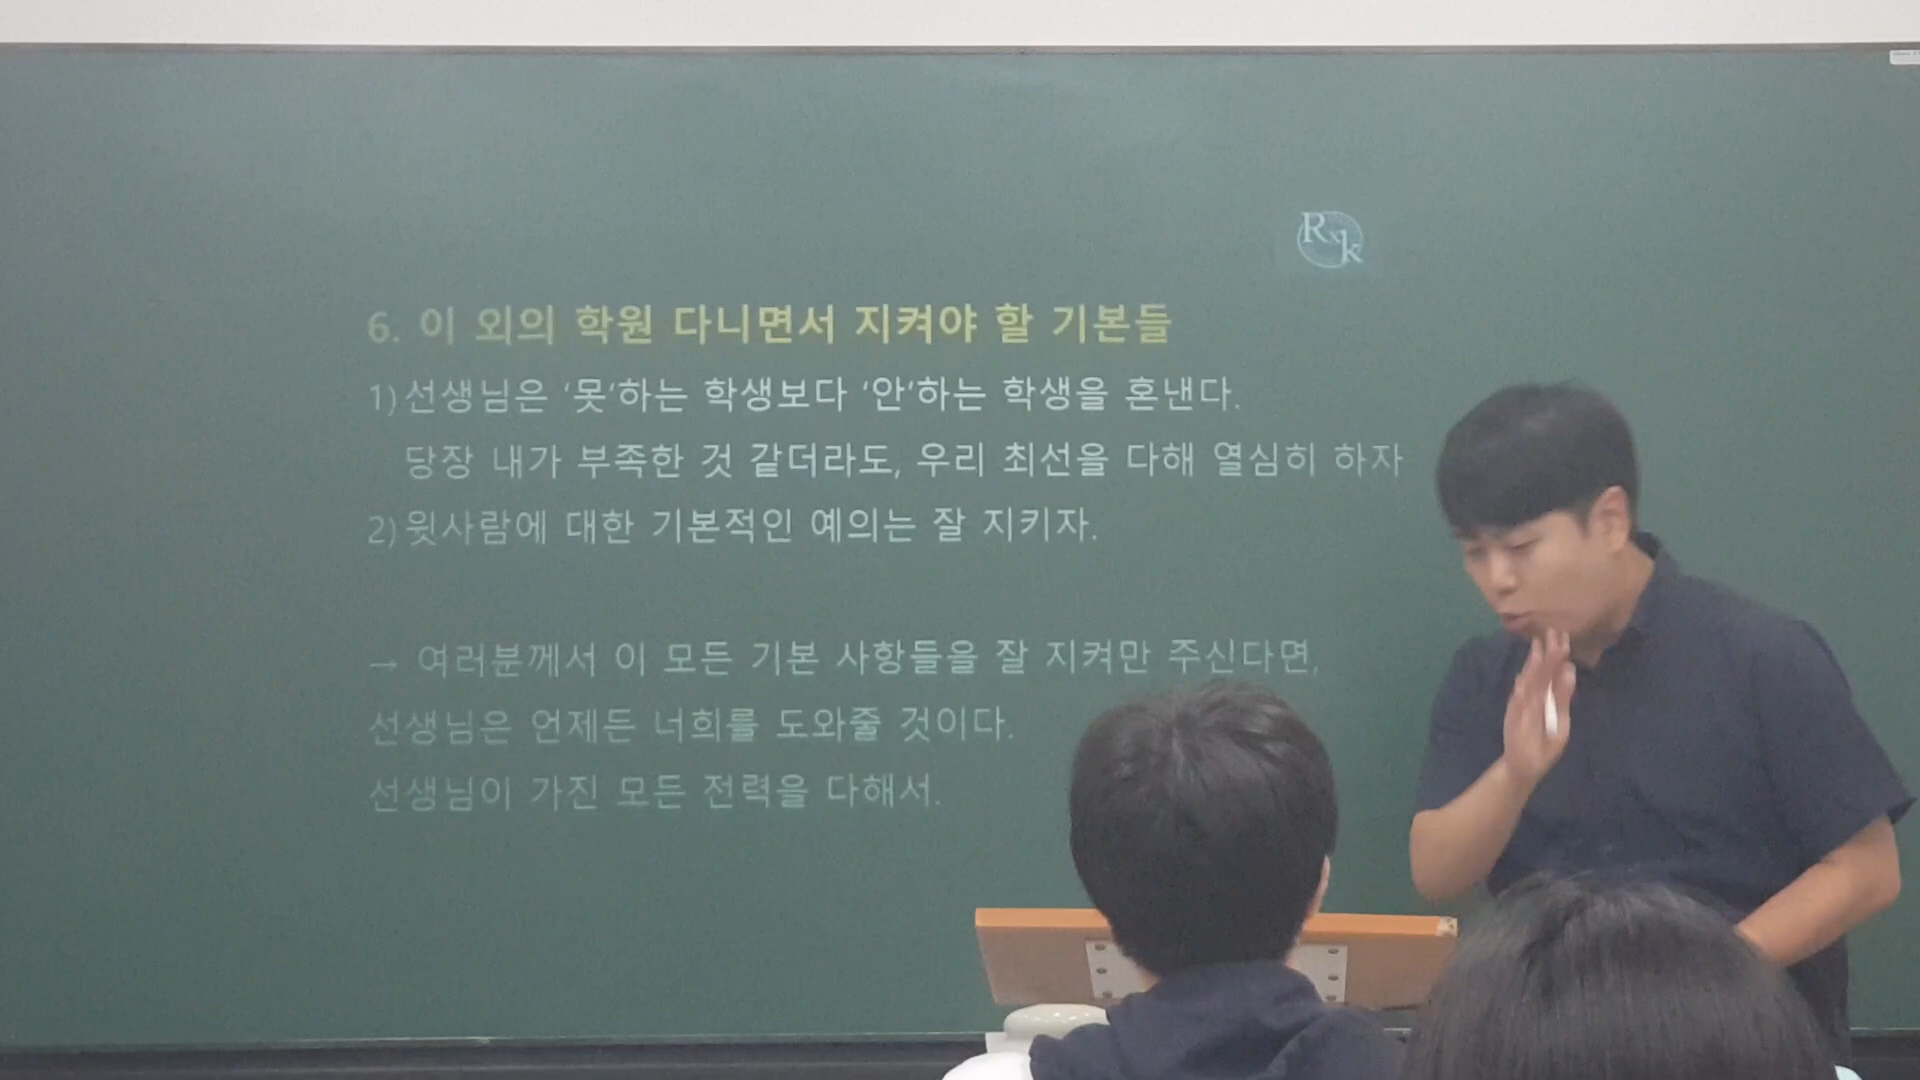 R x k
6. 이 외의 학원 다니면서 지켜야 할 기본들
1) 선생님은 ‘못’하는 학생보다 ‘안’하는 학생을 혼낸다.
당장 내가 부족한 것 같더라도, 우리 최선을 다해 열심히 하자
2) 윗사람에 대한 기본적인 예의는 잘 지키자.
→ 여러분께서 이 모든 기본 사항들을 잘 지켜만 주신다면,
선생님은 언제든 너희를 도와줄 것이다.
선생님이 가진 모든 전력을 다해서.